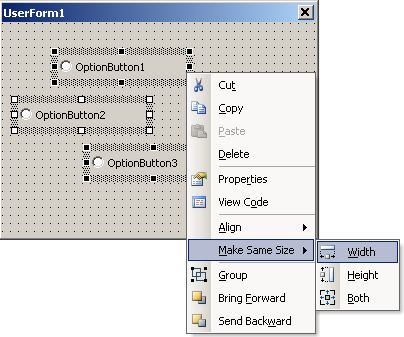 UserForm1
OptionButton1
OptionButton2
OptionButton3
Cut
Copy
Paste
Delete
Properties
View Code
Align
Make Same Size
Group
Bring Forward
Send Backward
Width
Height
Both